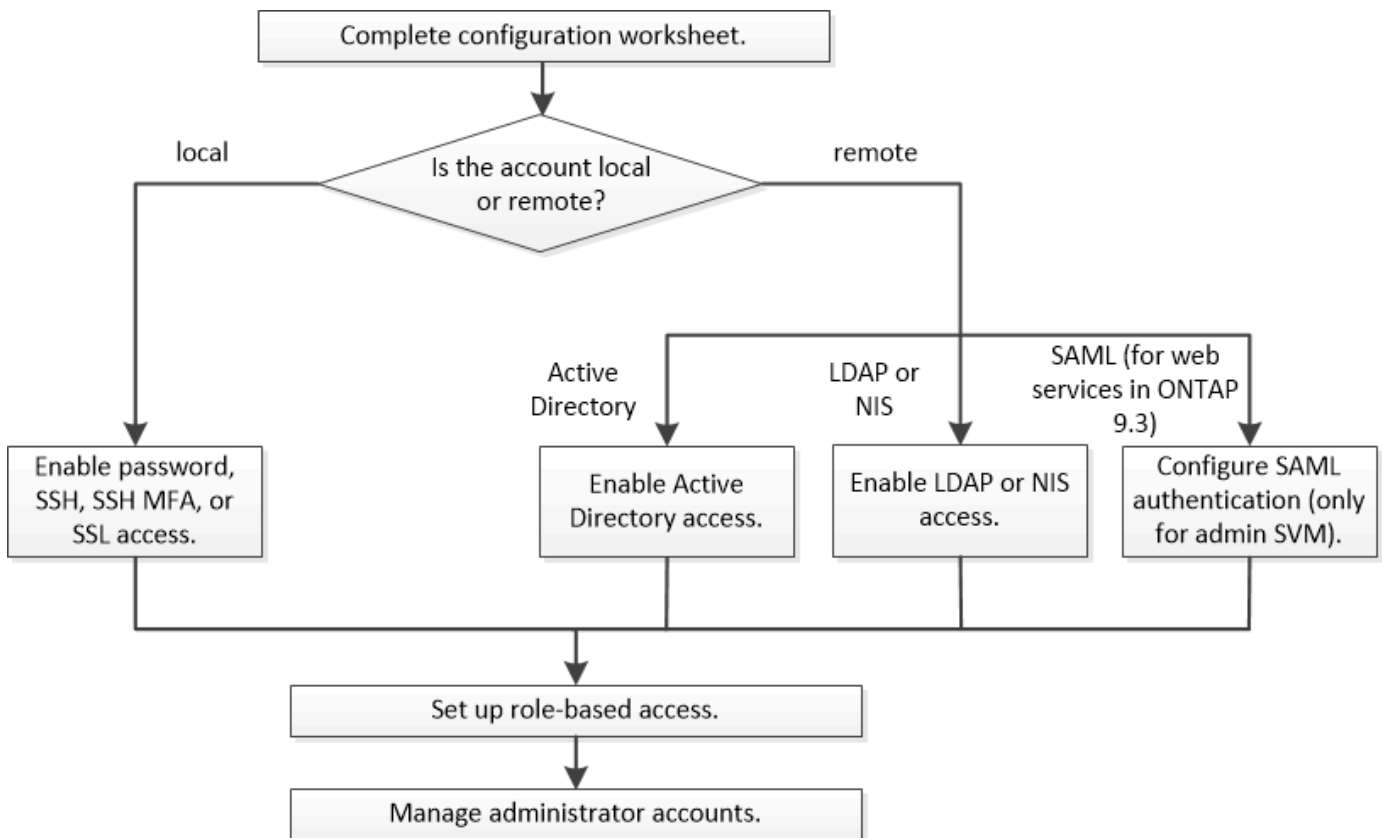 Complete configuration worksheet.
local
remote
Is the account local
or remote?
Active
Directory
LDAP or
NIS
SAML (for web
services in ONTAP
9.3)
Enable password,
SSH, SSH MFA, or
SSL access.
Enable Active
Directory access.
Enable LDAP or NIS
access.
Configure SAML
authentication (only
for admin SVM).
Set up role-based access.
Manage administrator accounts.